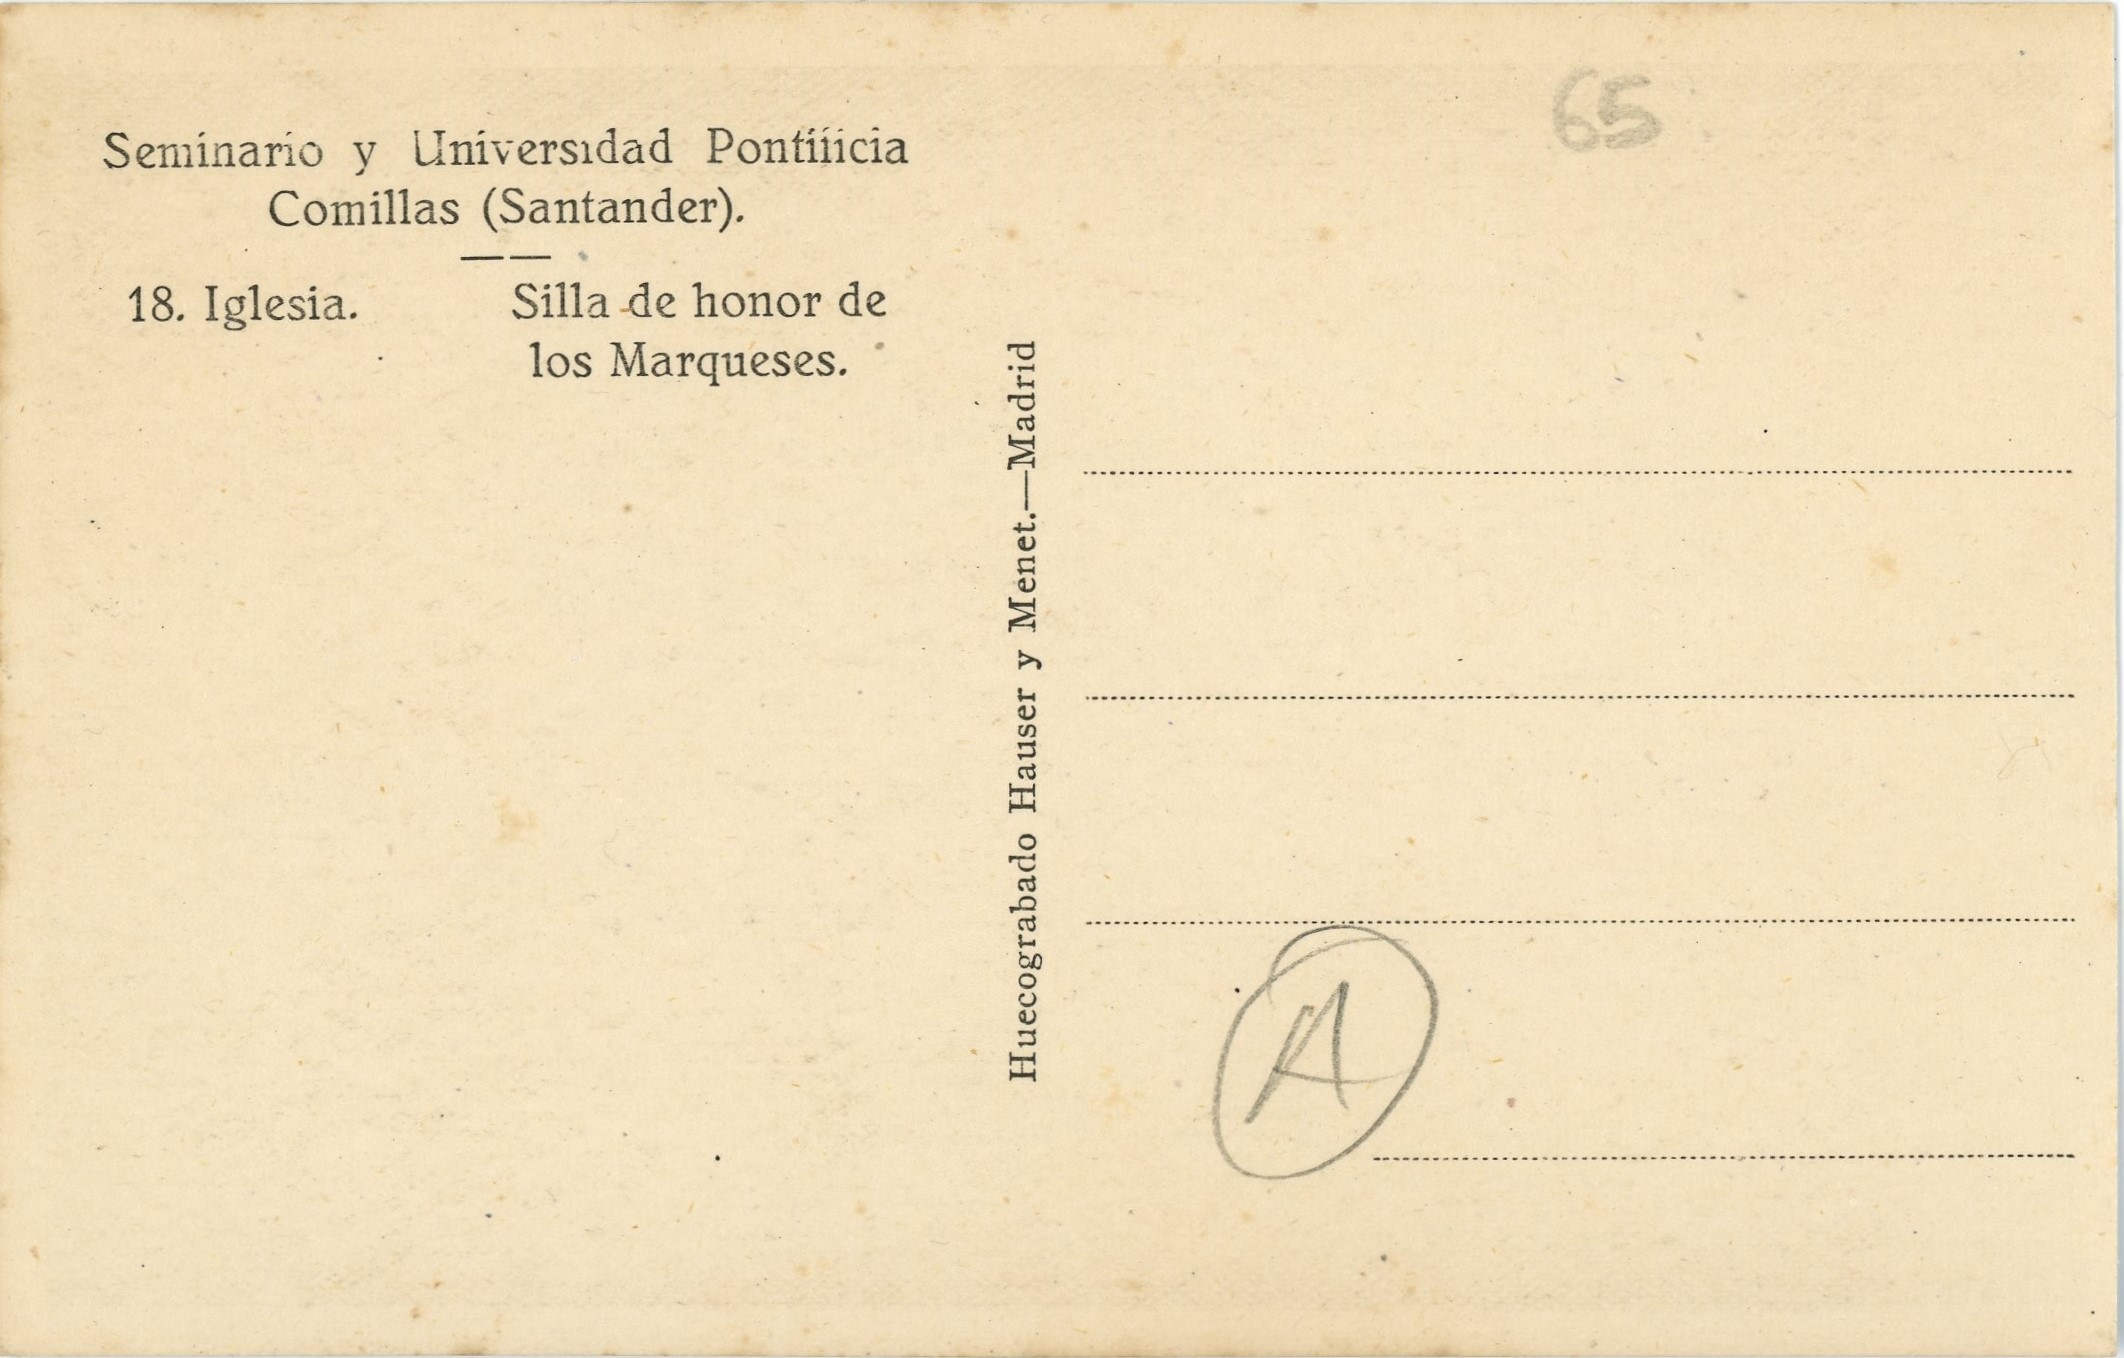 Seminario y Universidad Pontificia
Comillas (Santander).
18. Iglesia. Silla de honor de
los Marqueses.
Huecograbado Hauser y Menet.—Madrid
65
A